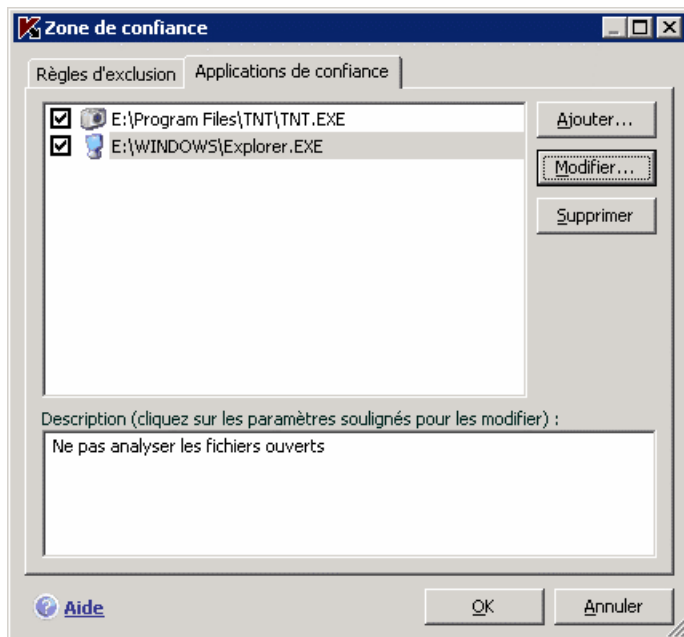 Zone de confiance
Règles d'exclusion
Applications de confiance
E:\Program Files\TNT\TNT.EXE
E:\WINDOWS\Explorer.EXE
Ajouter...
Modifier...
Supprimer
Description (cliquez sur les paramètres soulignés pour les modifier) :
Ne pas analyser les fichiers ouverts
Aide
OK
Annuler